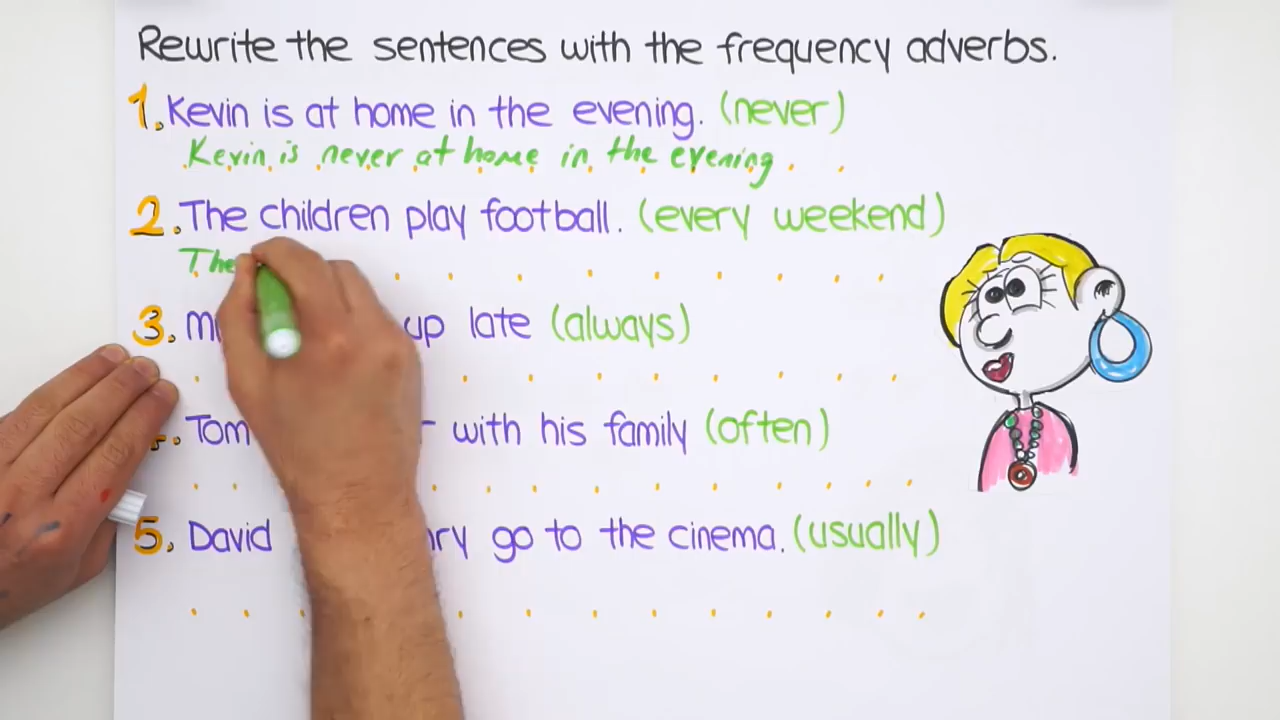 Rewrite the sentences with the frequency adverbs.
1. Kevin is at home in the evening. (never)
Kevin is never at home in the evening
2. The children play football. (every weekend)
The
3. up late (always)
Tom with his family (often)
5. David go to the cinema. (usually)